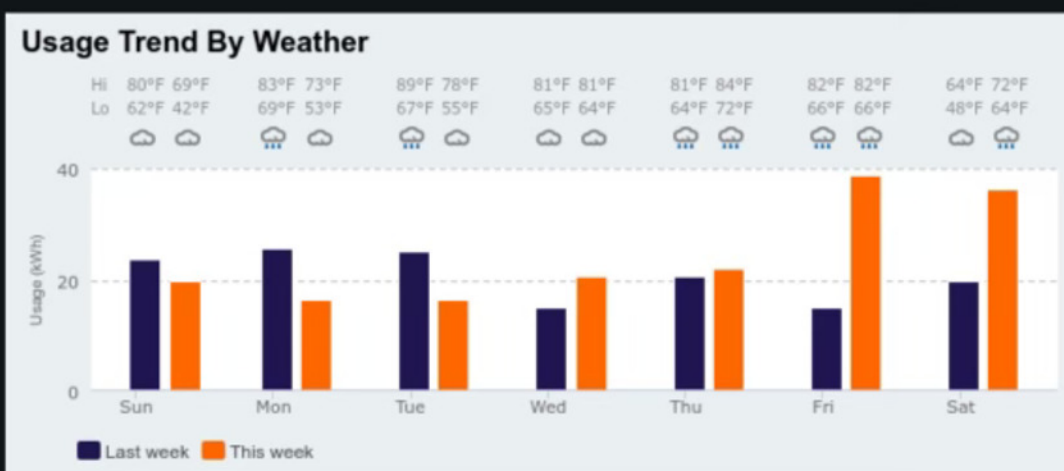 Usage Trend By Weather
Hi 80°F 69°F 83°F 73°F 89°F 78°F 81°F 81°F 81°F 84°F 82°F 82°F 64°F 72°F
Lo 62°F 42°F 69°F 53°F 67°F 55°F 65°F 64°F 64°F 72°F 66°F 66°F 48°F 64°F
40
Usage (kWh)
20
0
Sun Mon Tue Wed Thu Fri Sat
Last week This week